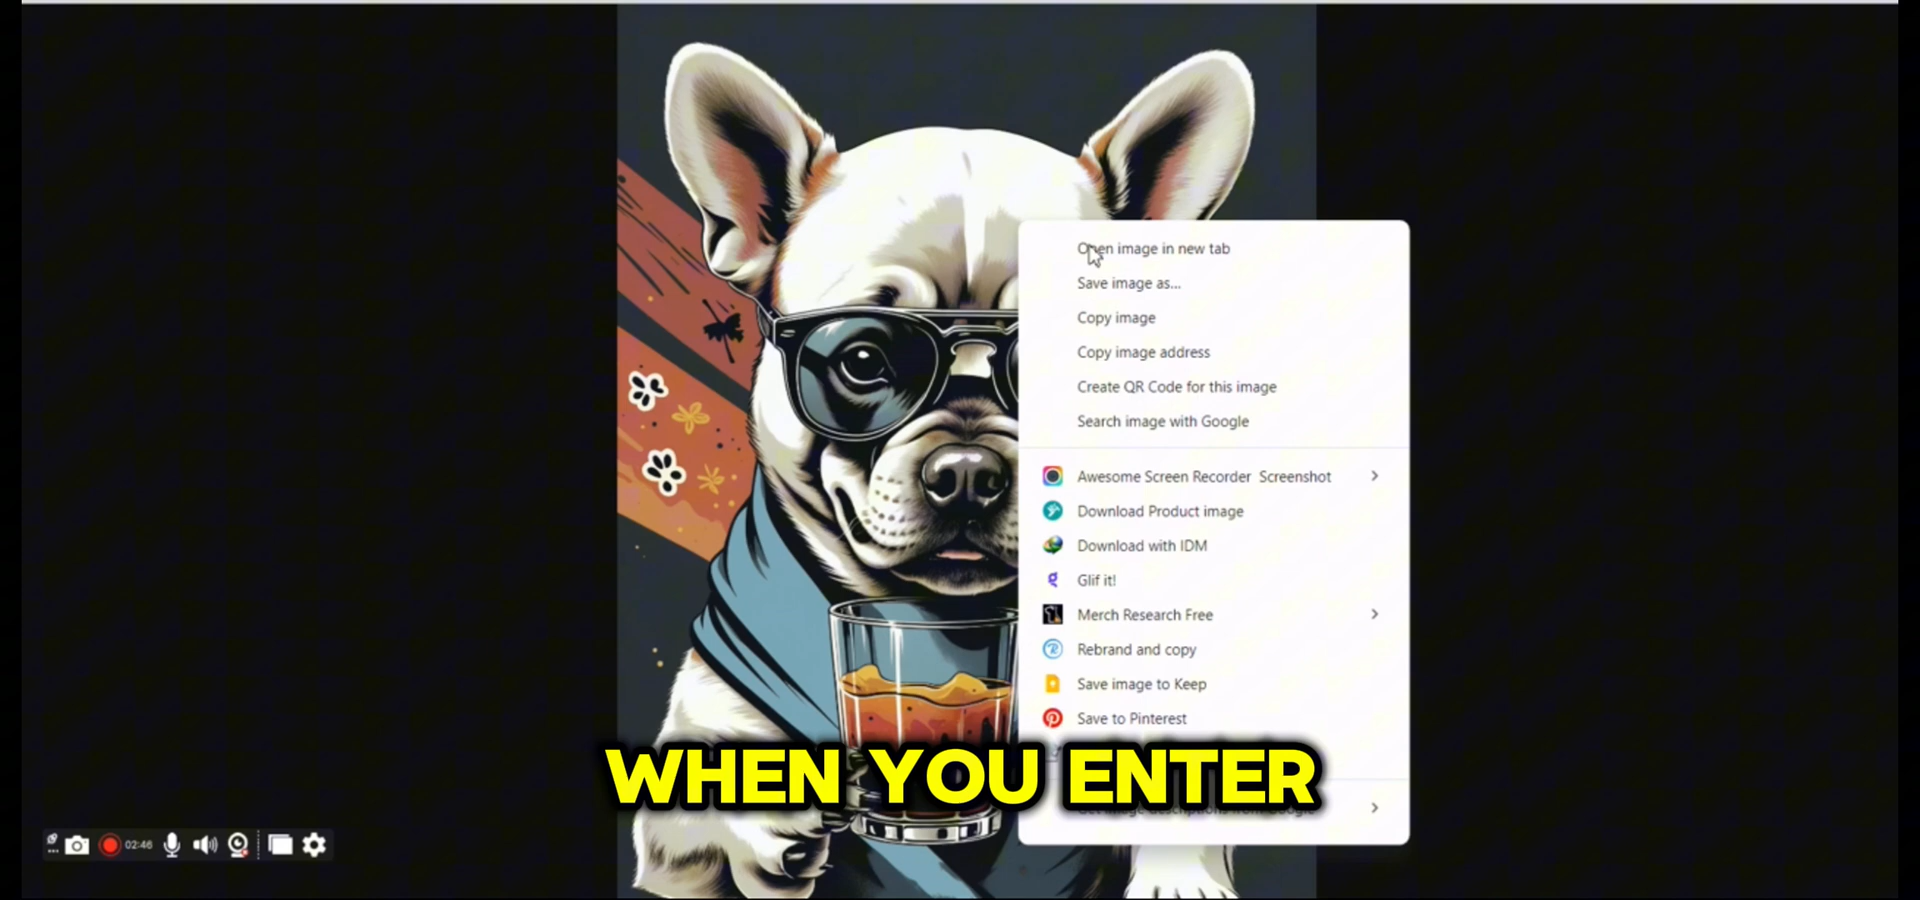 Open image in new tab
Save image as...
Copy image
Copy image address
Create QR Code for this image
Search image with Google
Awesome Screen Recorder Screenshot
Download Product image
Download with IDM
Glif it!
Merch Research Free
Rebrand and copy
Save image to Keep
Save to Pinterest
WHEN YOU ENTER
02:46